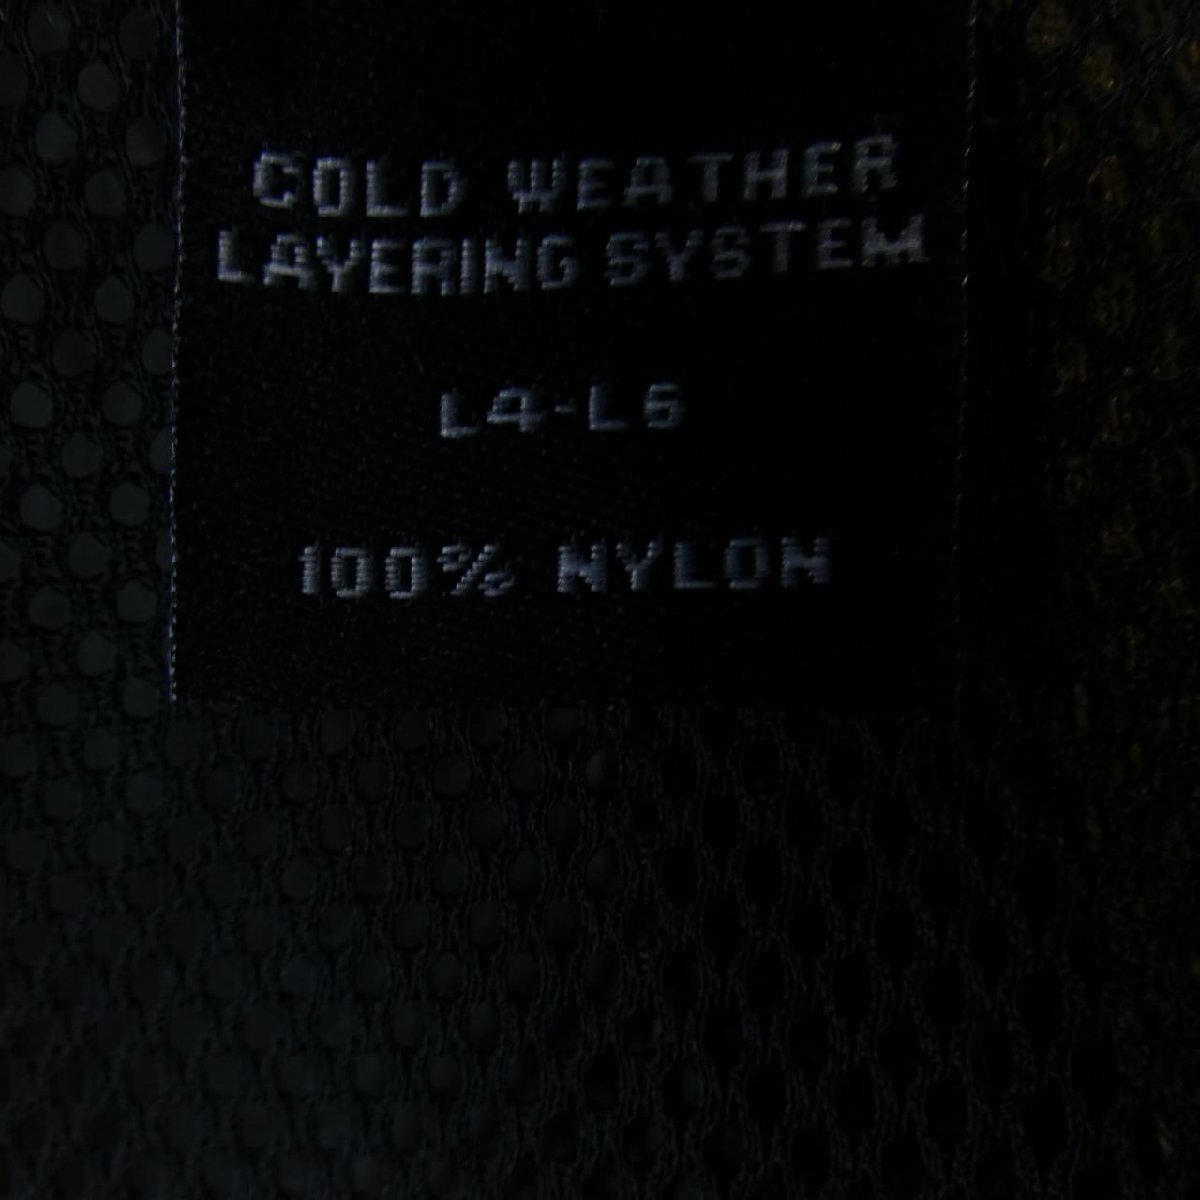 COLD WEATHER
LAYERING SYSTEM
L4-L6
100% NYLON